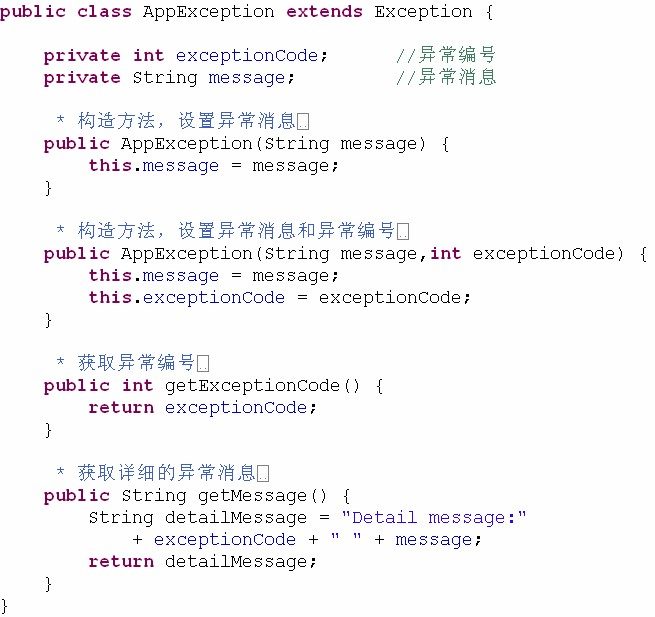 public class AppException extends Exception {
private int exceptionCode; //异常编号
private String message; //异常消息
* 构造方法，设置异常消息
public AppException(String message) {
this.message = message;
}
* 构造方法，设置异常消息和异常编号
public AppException(String message,int exceptionCode) {
this.message = message;
this.exceptionCode = exceptionCode;
}
* 获取异常编号
public int getExceptionCode() {
return exceptionCode;
}
* 获取详细的异常消息
public String getMessage() {
String detailMessage = "Detail message:"
+ exceptionCode + " " + message;
return detailMessage;
}
}